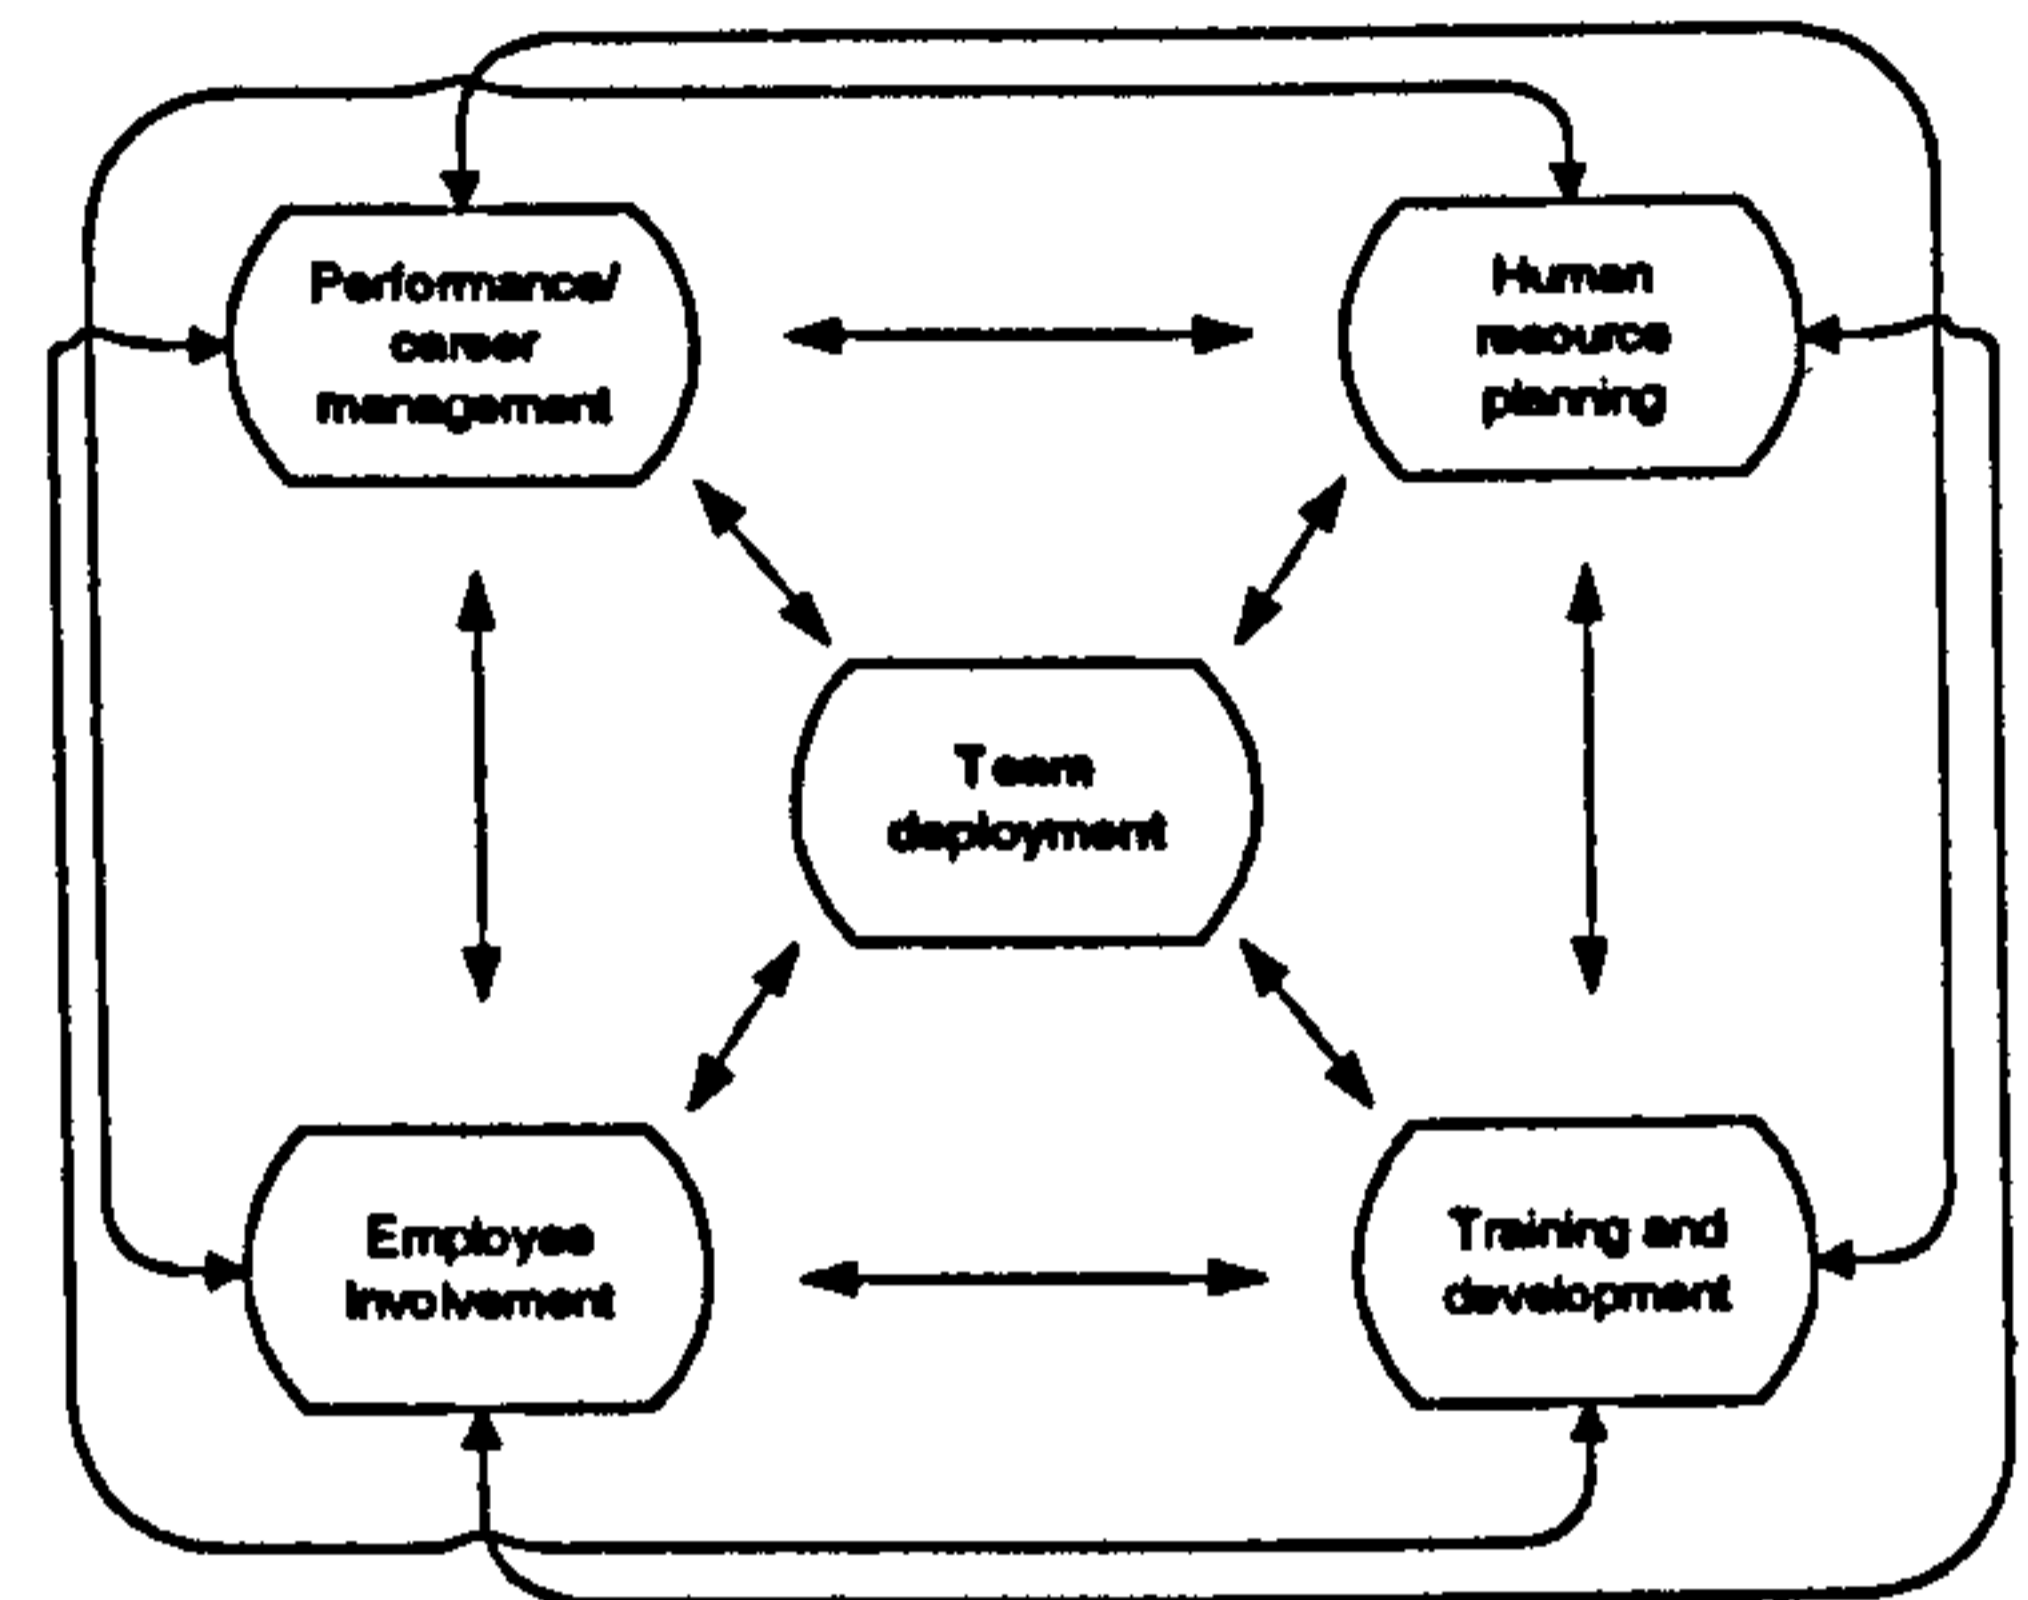 Performance/
career
management
Human
resource
planning
Team
deployment
Employee
involvement
Training and
development